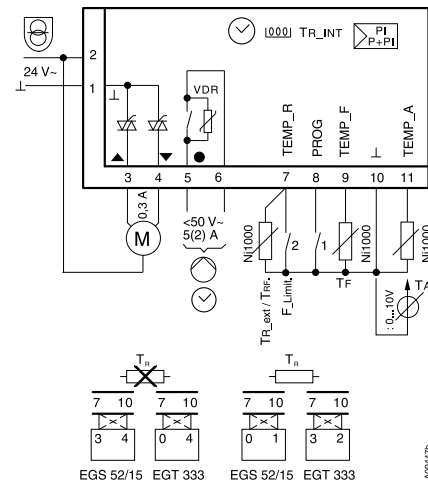 TR_INT PI
P+PI
2
24 V~
1 ⊥
⊥
VDR
TEMP_R PROG TEMP_F ⊥ TEMP_A
3 4 5 6 7 8 9 10 11
0,3 A
M
<50 V~
5(2) A
Ni1000 2 1 Ni1000 Ni1000
TR_ext / TRF.
F_Limit.
TF
: 0...10V
TA
TR TR
7 10 7 10 7 10 7 10
3 4 0 4 0 1 3 2
EGS 52/15 EGT 333 EGS 52/15 EGT 333